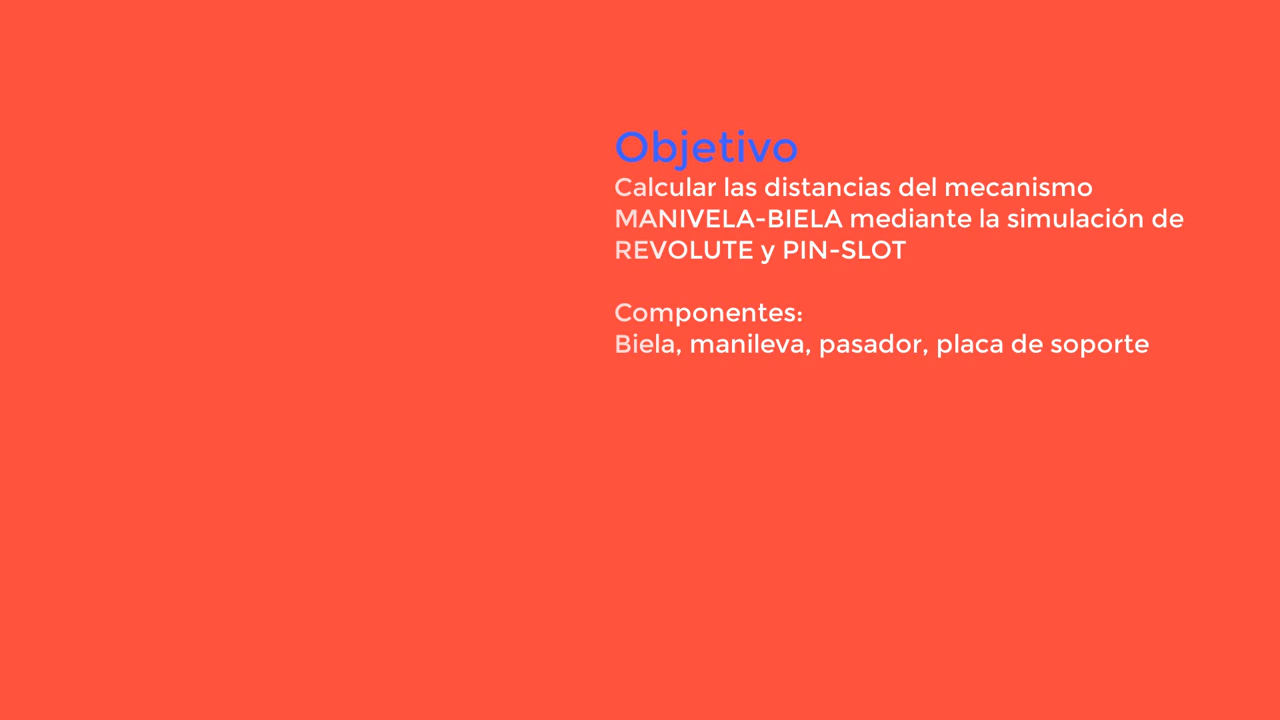 Objetivo
Calcular las distancias del mecanismo
MANIVELA-BIELA mediante la simulación de
REVOLUTE y PIN-SLOT
Componentes:
Biela, manileva, pasador, placa de soporte